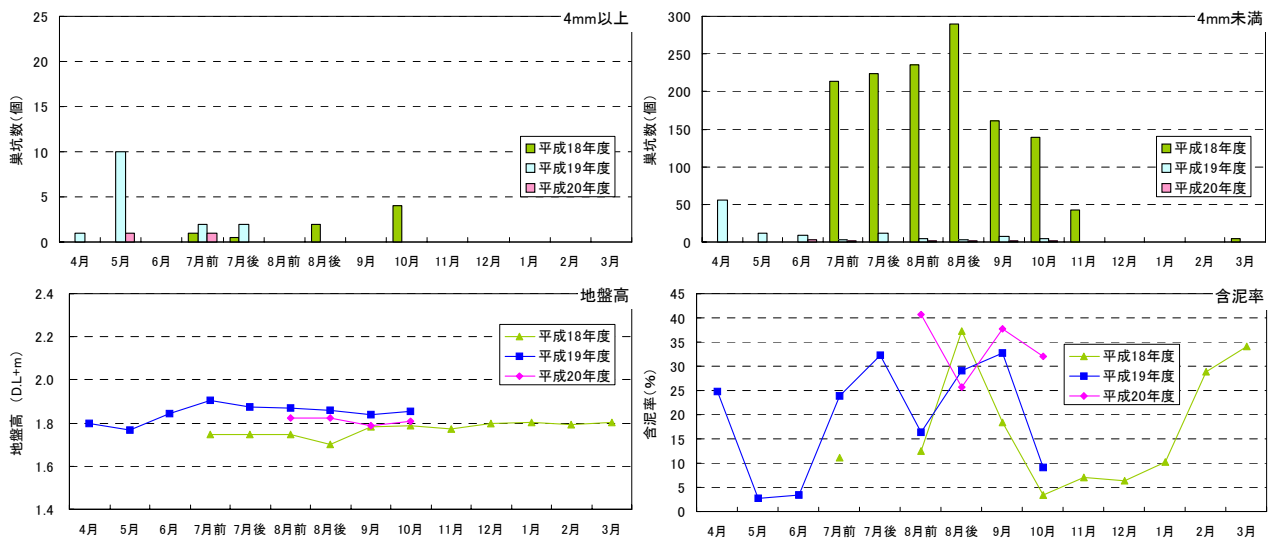 4mm以上
25
20
15
10
5
0
巣坑数(個)
平成18年度
平成19年度
平成20年度
4月 5月 6月 7月前 7月後 8月前 8月後 9月 10月 11月 12月 1月 2月 3月
4mm未満
300
250
200
150
100
50
0
巣坑数(個)
平成18年度
平成19年度
平成20年度
4月 5月 6月 7月前 7月後 8月前 8月後 9月 10月 11月 12月 1月 2月 3月
地盤高
2.4
2.2
2.0
1.8
1.6
1.4
地盤高 (D.L+m)
平成18年度
平成19年度
平成20年度
4月 5月 6月 7月前 7月後 8月前 8月後 9月 10月 11月 12月 1月 2月 3月
含泥率
45
40
35
30
25
20
15
10
5
0
含泥率(%)
平成18年度
平成19年度
平成20年度
4月 5月 6月 7月前 7月後 8月前 8月後 9月 10月 11月 12月 1月 2月 3月